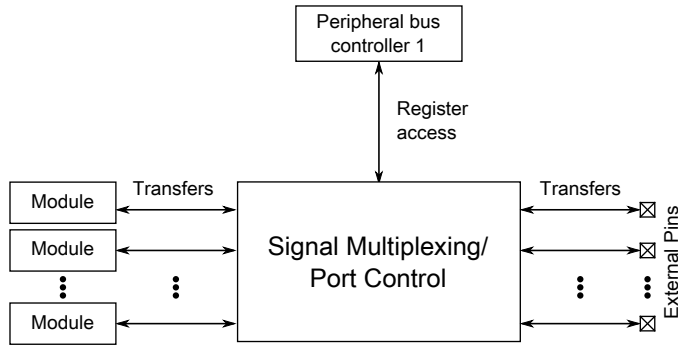 Peripheral bus
controller 1
Register
access
Transfers
Transfers
Module
Module
Module
Signal Multiplexing/
Port Control
External Pins